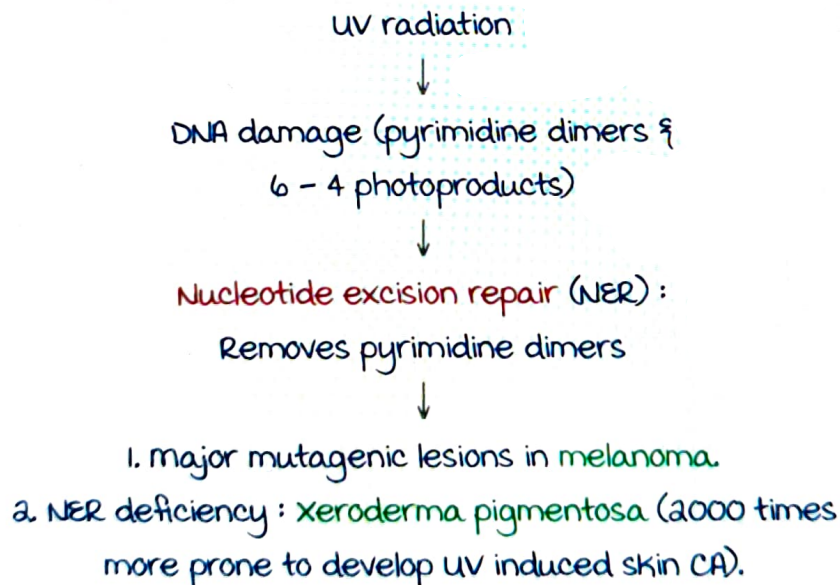 UV radiation
↓
DNA damage (pyrimidine dimers &
6 - 4 photoproducts)
↓
Nucleotide excision repair (NER) :
Removes pyrimidine dimers
↓
1. major mutagenic lesions in melanoma.
2. NER deficiency : Xeroderma pigmentosa (2000 times
more prone to develop UV induced skin CA).